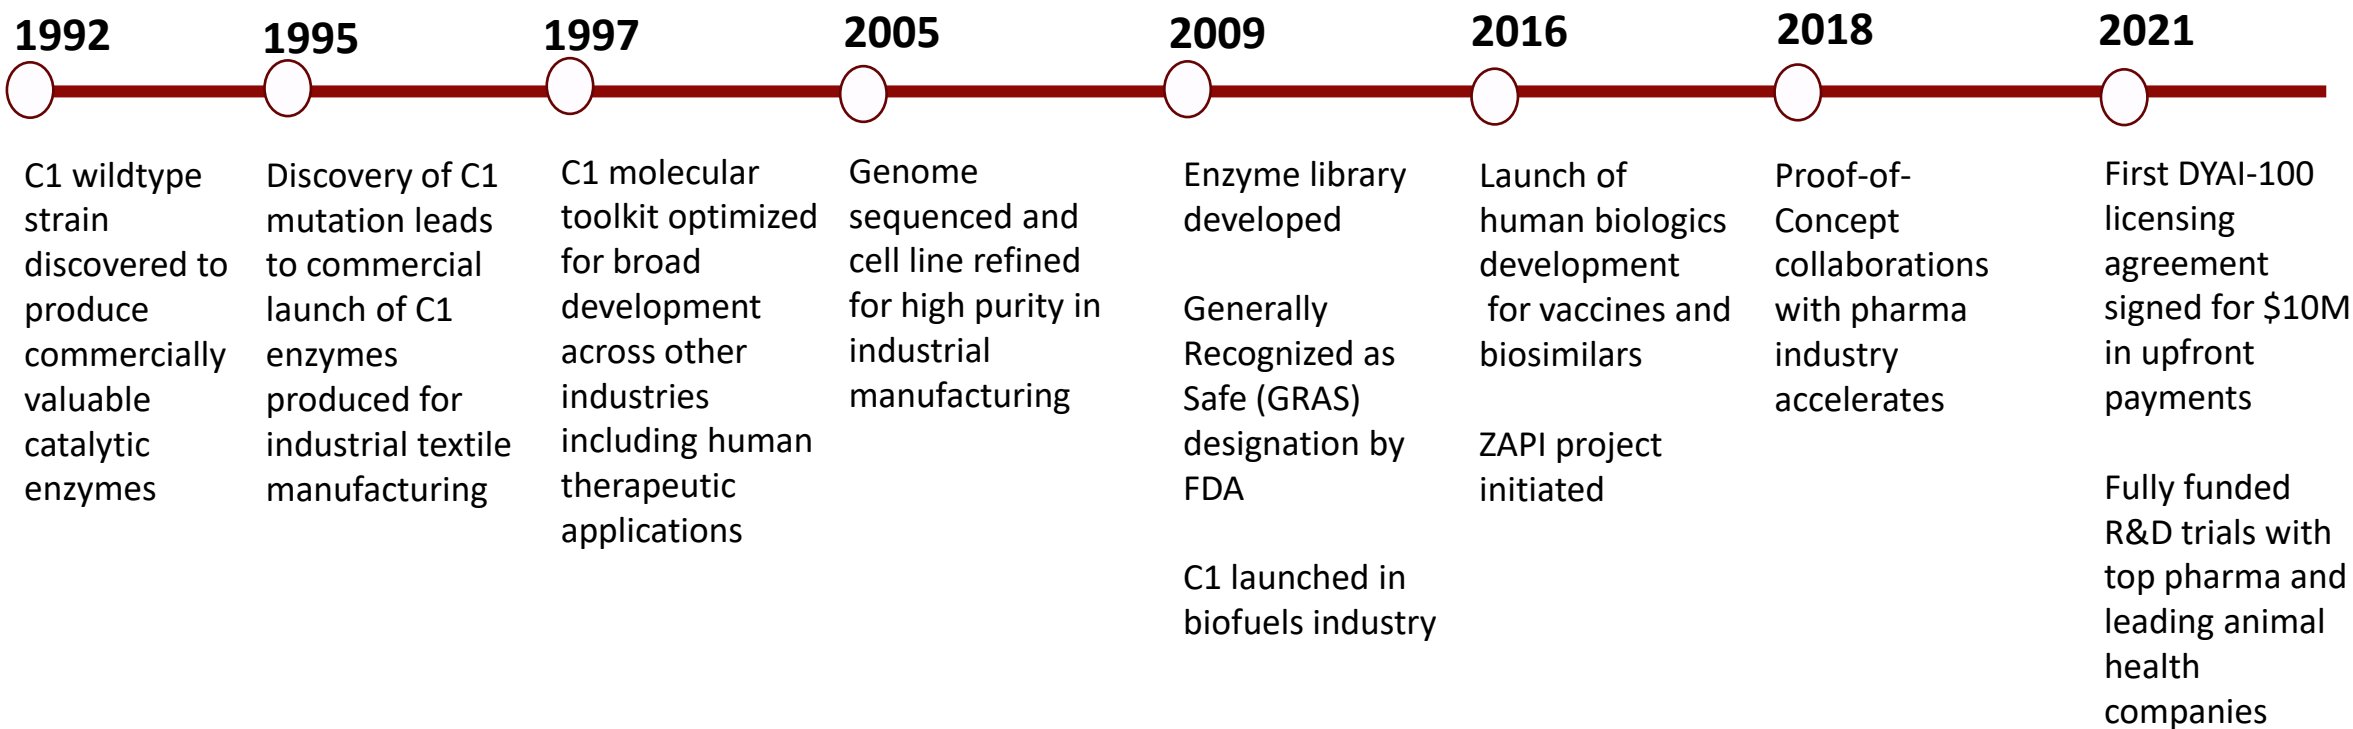 1992
C1 wildtype
strain
discovered to
produce
commercially
valuable
catalytic
enzymes
1995
Discovery of C1
mutation leads
to commercial
launch of C1
enzymes
produced for
industrial textile
manufacturing
1997
C1 molecular
toolkit optimized
for broad
development
across other
industries
including human
therapeutic
applications
2005
Genome
sequenced and
cell line refined
for high purity in
industrial
manufacturing
2009
Enzyme library
developed
Generally
Recognized as
Safe (GRAS)
designation by
FDA
C1 launched in
biofuels industry
2016
Launch of
human biologics
development
for vaccines and
biosimilars
ZAPI project
initiated
2018
Proof-of-
Concept
collaborations
with pharma
industry
accelerates
2021
First DYAI-100
licensing
agreement
signed for $10M
in upfront
payments
Fully funded
R&D trials with
top pharma and
leading animal
health
companies